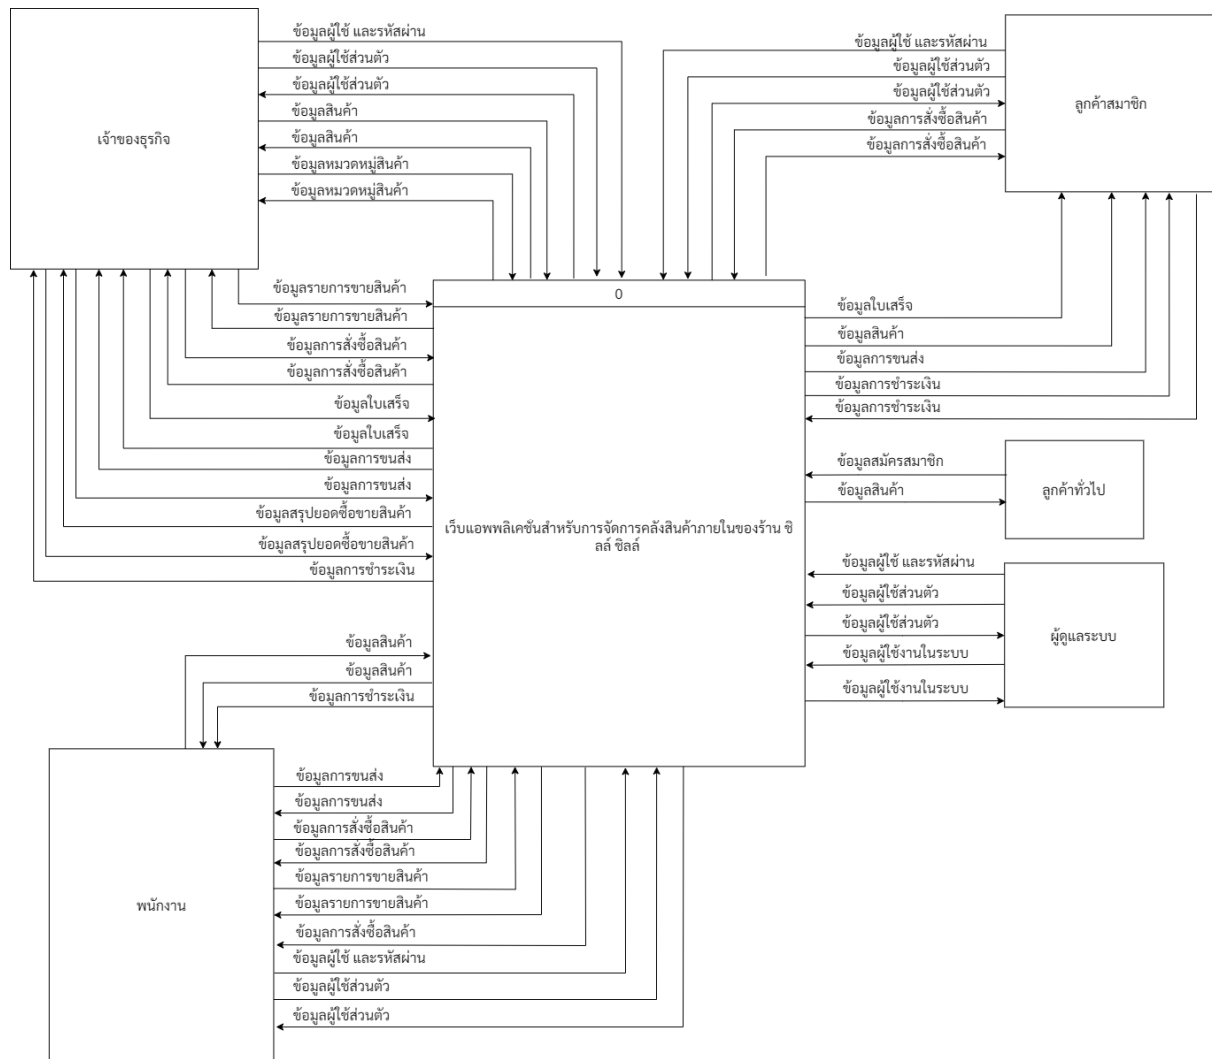 ข้อมูลผู้ใช้ และรหัสผ่าน
ข้อมูลผู้ใช้ส่วนตัว
ข้อมูลผู้ใช้ส่วนตัว
ข้อมูลสินค้า
ข้อมูลสินค้า
ข้อมูลหมวดหมู่สินค้า
ข้อมูลหมวดหมู่สินค้า
เจ้าของธุรกิจ
ข้อมูลผู้ใช้ และรหัสผ่าน
ข้อมูลผู้ใช้ส่วนตัว
ข้อมูลผู้ใช้ส่วนตัว
ข้อมูลการสั่งซื้อสินค้า
ข้อมูลการสั่งซื้อสินค้า
ลูกค้าสมาชิก
0
ข้อมูลรายการขายสินค้า
ข้อมูลรายการขายสินค้า
ข้อมูลการสั่งซื้อสินค้า
ข้อมูลการสั่งซื้อสินค้า
ข้อมูลใบเสร็จ
ข้อมูลใบเสร็จ
ข้อมูลการขนส่ง
ข้อมูลการขนส่ง
ข้อมูลสรุปยอดซื้อขายสินค้า
ข้อมูลสรุปยอดซื้อขายสินค้า
ข้อมูลการชำระเงิน
ข้อมูลใบเสร็จ
ข้อมูลสินค้า
ข้อมูลการขนส่ง
ข้อมูลการชำระเงิน
ข้อมูลการชำระเงิน
ข้อมูลสมัครสมาชิก
ข้อมูลสินค้า
ลูกค้าทั่วไป
เว็บแอพพลิเคชั่นสำหรับการจัดการคลังสินค้าภายในของร้าน ชิ
ลล์ ชิลล์
ข้อมูลผู้ใช้ และรหัสผ่าน
ข้อมูลผู้ใช้ส่วนตัว
ข้อมูลผู้ใช้ส่วนตัว
ข้อมูลผู้ใช้งานในระบบ
ข้อมูลผู้ใช้งานในระบบ
ผู้ดูแลระบบ
ข้อมูลสินค้า
ข้อมูลสินค้า
ข้อมูลการชำระเงิน
ข้อมูลการขนส่ง
ข้อมูลการขนส่ง
ข้อมูลการสั่งซื้อสินค้า
ข้อมูลการสั่งซื้อสินค้า
ข้อมูลรายการขายสินค้า
ข้อมูลรายการขายสินค้า
ข้อมูลการสั่งซื้อสินค้า
ข้อมูลผู้ใช้ และรหัสผ่าน
ข้อมูลผู้ใช้ส่วนตัว
ข้อมูลผู้ใช้ส่วนตัว
พนักงาน